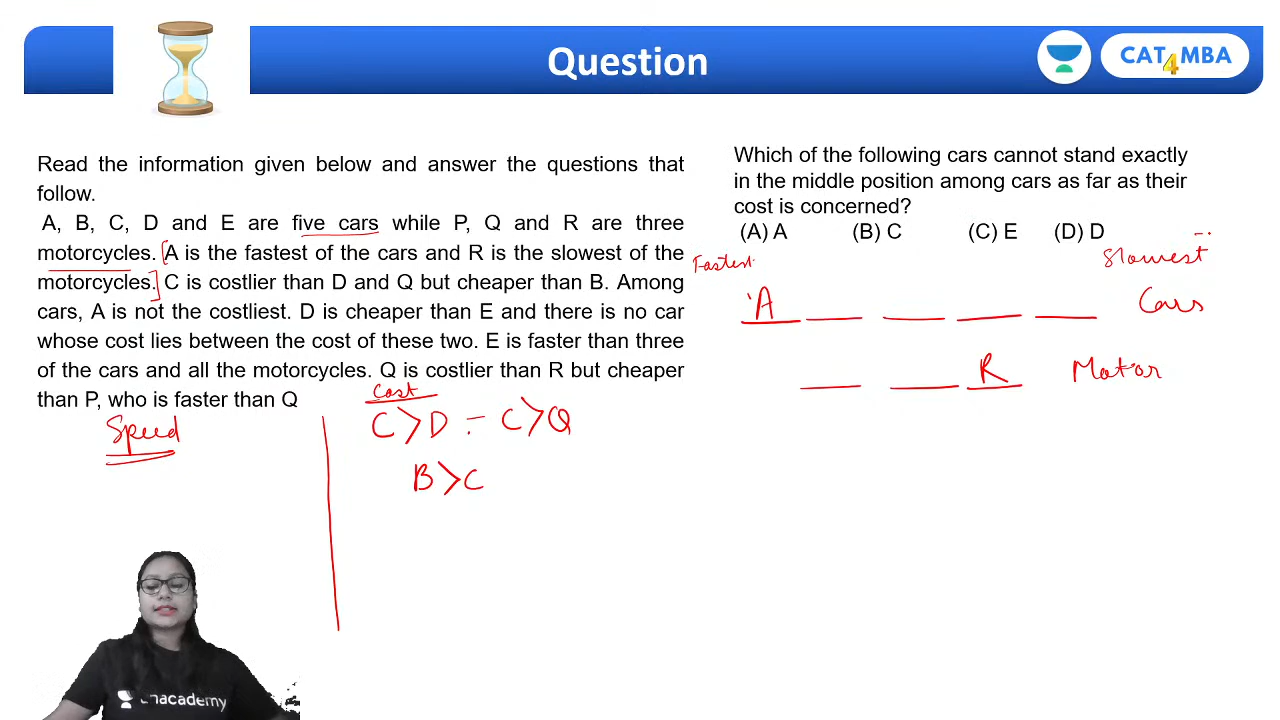 Question
CAT4MBA
Read the information given below and answer the questions that
follow.
A, B, C, D and E are five cars while P, Q and R are three
motorcycles. A is the fastest of the cars and R is the slowest of the
motorcycles. C is costlier than D and Q but cheaper than B. Among
cars, A is not the costliest. D is cheaper than E and there is no car
whose cost lies between the cost of these two. E is faster than three
of the cars and all the motorcycles. Q is costlier than R but cheaper
than P, who is faster than Q
Speed
Cost
C>D - C>Q
B>C
Which of the following cars cannot stand exactly
in the middle position among cars as far as their
cost is concerned?
(A) A (B) C (C) E (D) D
Fastest Slowest
A Cars
R Motor
unacademy